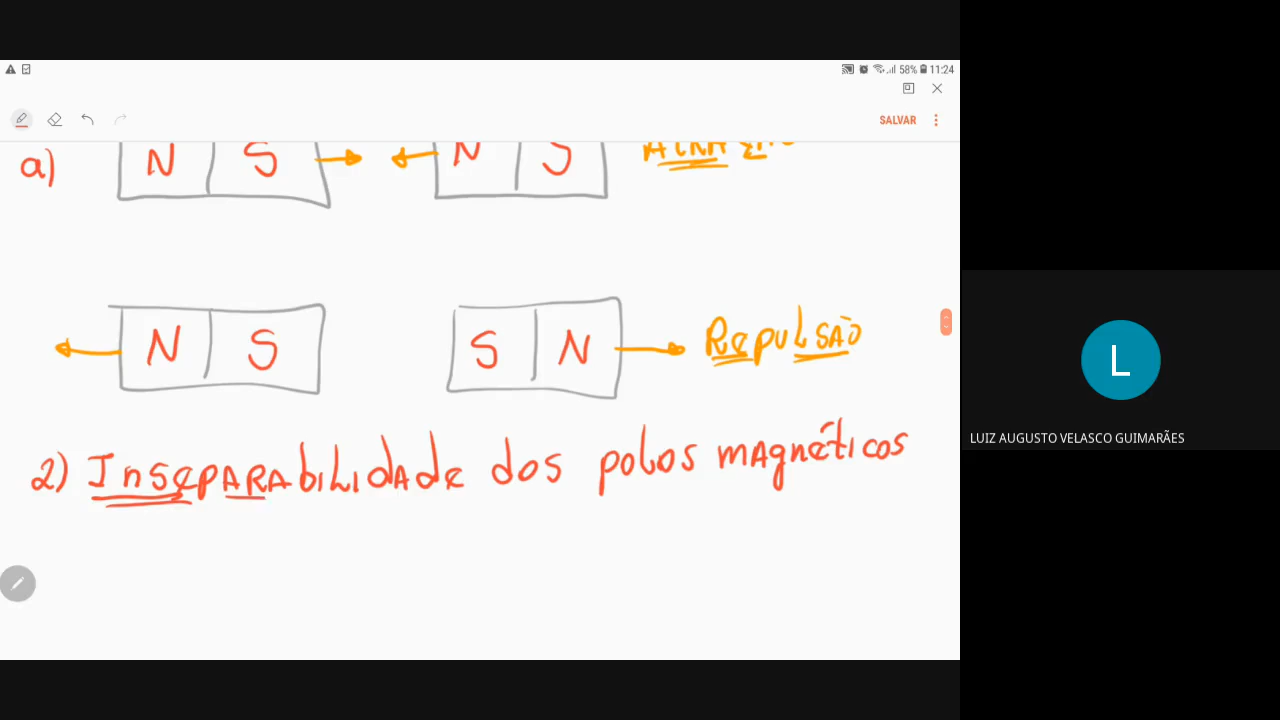 58% 11:24
SALVAR
a) N S N S
N S S N Repulsão
2) Inseparabilidade dos polos magnéticos
L
LUIZ AUGUSTO VELASCO GUIMARÃES